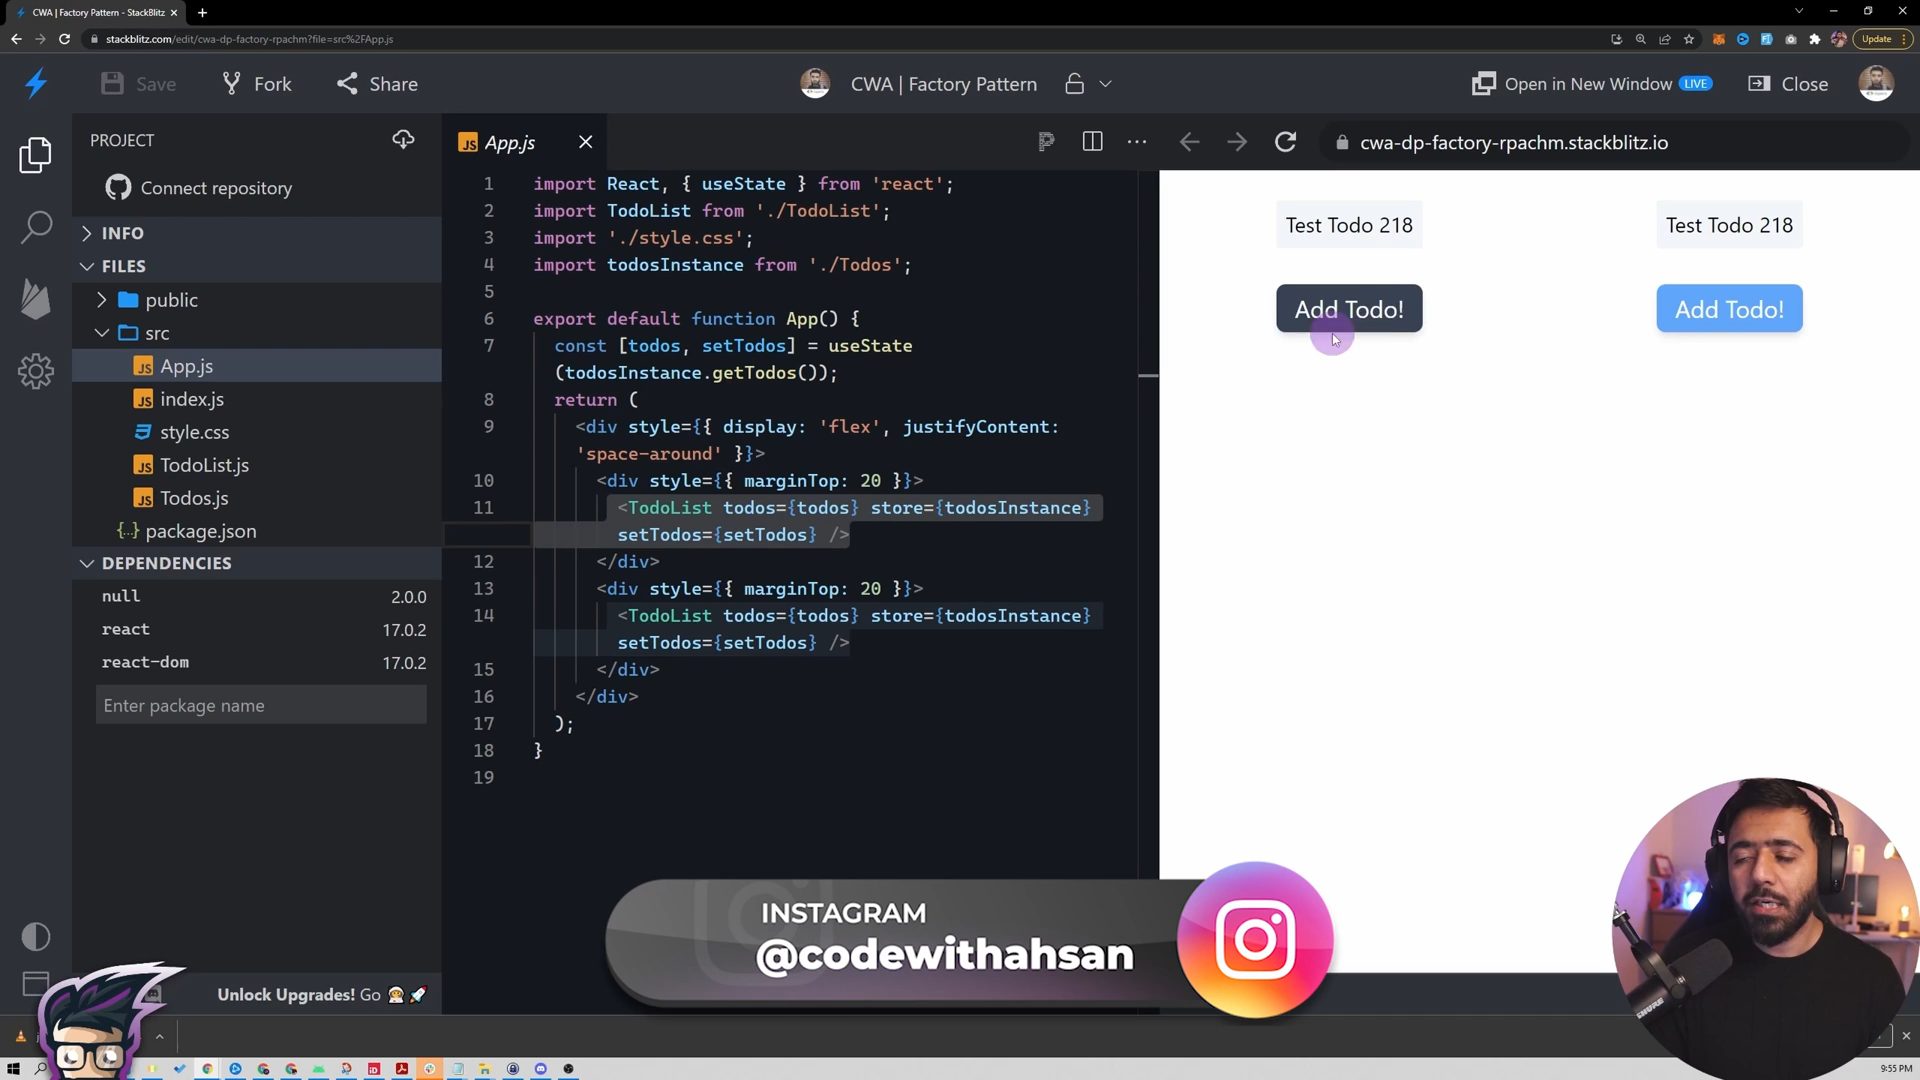 CWA | Factory Pattern - StackBlitz
stackblitz.com/edit/cwa-dp-factory-rpachm?file=src%2FApp.js
Update
Save
Fork
Share
CWA | Factory Pattern
Open in New Window
LIVE
Close
PROJECT
Connect repository
INFO
FILES
public
src
JS App.js
JS index.js
style.css
JS TodoList.js
JS Todos.js
{..} package.json
DEPENDENCIES
null 2.0.0
react 17.0.2
react-dom 17.0.2
Enter package name
Unlock Upgrades! Go
JS App.js
1 import React, { useState } from 'react';
2 import TodoList from './TodoList';
3 import './style.css';
4 import todosInstance from './Todos';
5
6 export default function App() {
7 const [todos, setTodos] = useState
(todosInstance.getTodos());
8 return (
9 <div style={{ display: 'flex', justifyContent:
'space-around' }}>
10 <div style={{ marginTop: 20 }}>
11 <TodoList todos={todos} store={todosInstance}
setTodos={setTodos} />
12 </div>
13 <div style={{ marginTop: 20 }}>
14 <TodoList todos={todos} store={todosInstance}
setTodos={setTodos} />
15 </div>
16 </div>
17 );
18 }
19
cwa-dp-factory-rpachm.stackblitz.io
Test Todo 218
Test Todo 218
Add Todo!
Add Todo!
INSTAGRAM
@codewithahsan
SHURE
9:55 PM